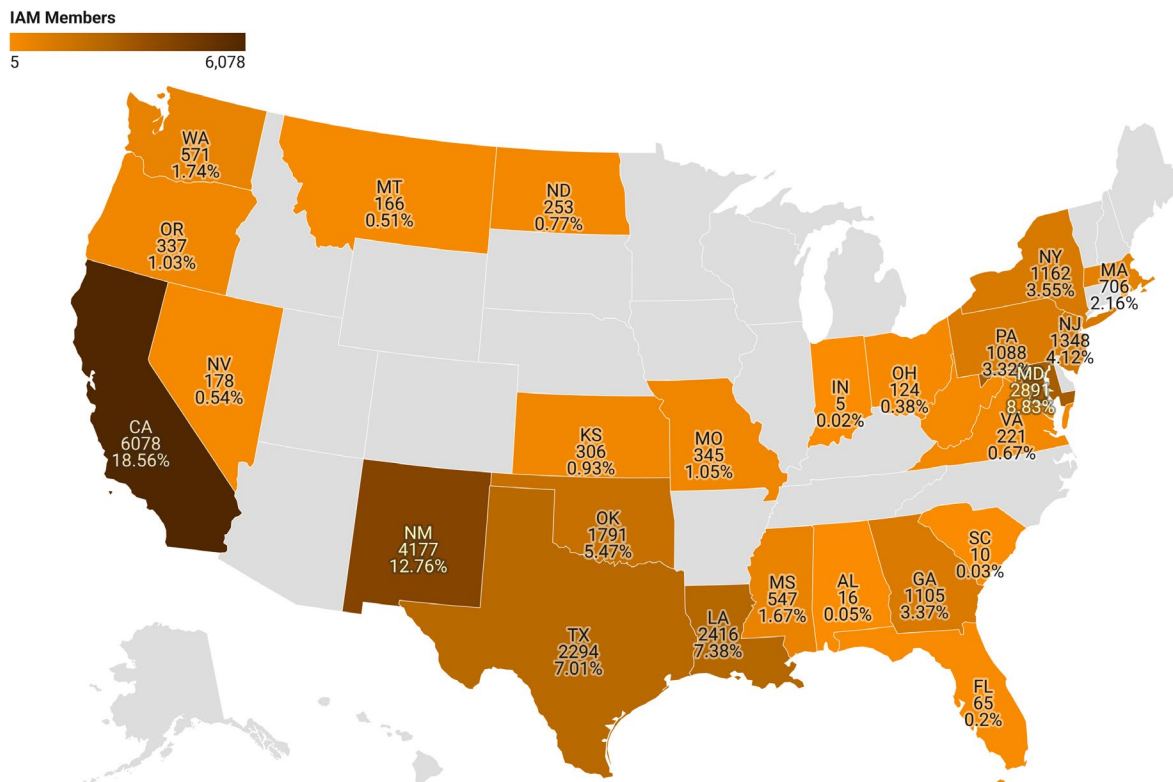 IAM Members
5
6,078
WA
571
1.74%
MT
166
0.51%
ND
253
0.77%
OR
337
1.03%
NY
1162
3.55%
MA
706
2.16%
NV
178
0.54%
IN
5
0.02%
OH
124
0.38%
PA
1088
3.32%
NJ
1348
4.12%
MD
2891
8.83%
CA
6078
18.56%
KS
306
0.93%
MO
345
1.05%
VA
221
0.67%
NM
4177
12.76%
OK
1791
5.47%
SC
10
0.03%
MS
547
1.67%
AL
16
0.05%
GA
1105
3.37%
TX
2294
7.01%
LA
2416
7.38%
FL
65
0.2%